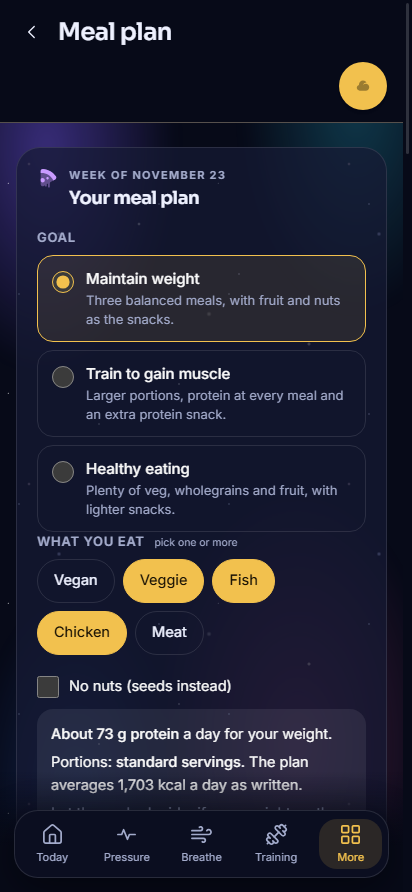 Meal plan
WEEK OF NOVEMBER 23
Your meal plan
GOAL
Maintain weight
Three balanced meals, with fruit and nuts
as the snacks.
Train to gain muscle
Larger portions, protein at every meal and
an extra protein snack.
Healthy eating
Plenty of veg, wholegrains and fruit, with
lighter snacks.
WHAT YOU EAT pick one or more
Vegan
Veggie
Fish
Chicken
Meat
No nuts (seeds instead)
About 73 g protein a day for your weight.
Portions: standard servings. The plan
averages 1,703 kcal a day as written.
Today
Pressure
Breathe
Training
More